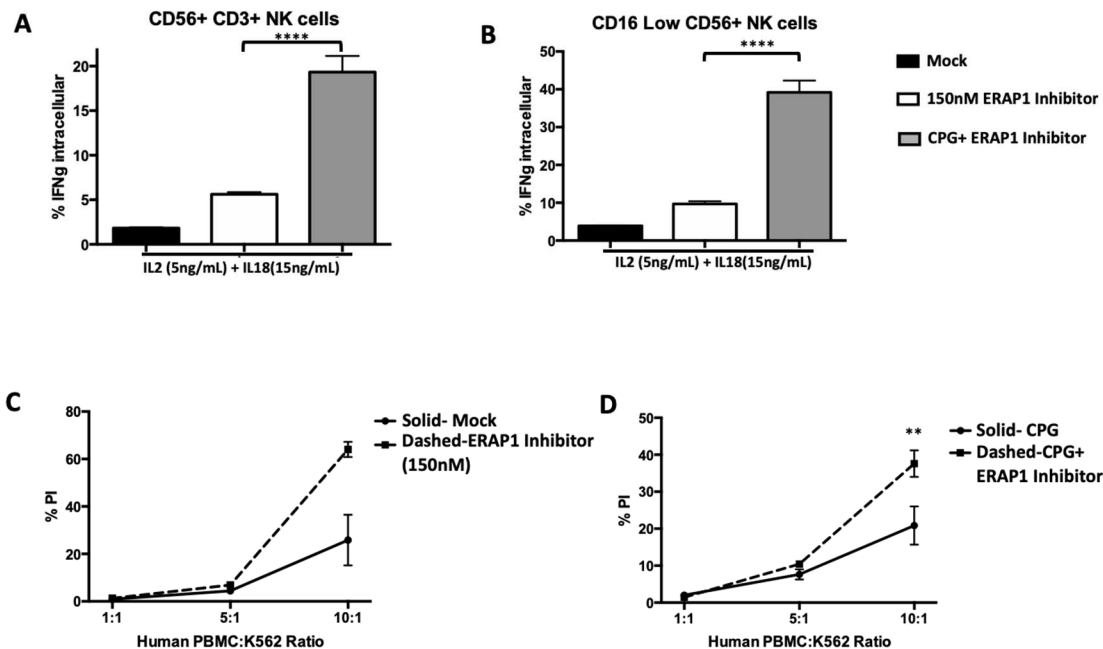 A
CD56+ CD3+ NK cells
****
% IFNg intracellular
20
15
10
5
0
IL2 (5ng/mL) + IL18(15ng/mL)
B
CD16 Low CD56+ NK cells
****
% IFNg intracellular
50
40
30
20
10
0
IL2 (5ng/mL) + IL18(15ng/mL)
Mock
150nM ERAP1 Inhibitor
CPG+ ERAP1 Inhibitor
C
% PI
80
60
40
20
0
1:1 5:1 10:1
Human PBMC:K562 Ratio
Solid- Mock
Dashed-ERAP1 Inhibitor
(150nM)
D
% PI
50
40
30
20
10
0
**
1:1 5:1 10:1
Human PBMC:K562 Ratio
Solid- CPG
Dashed-CPG+
ERAP1 Inhibitor